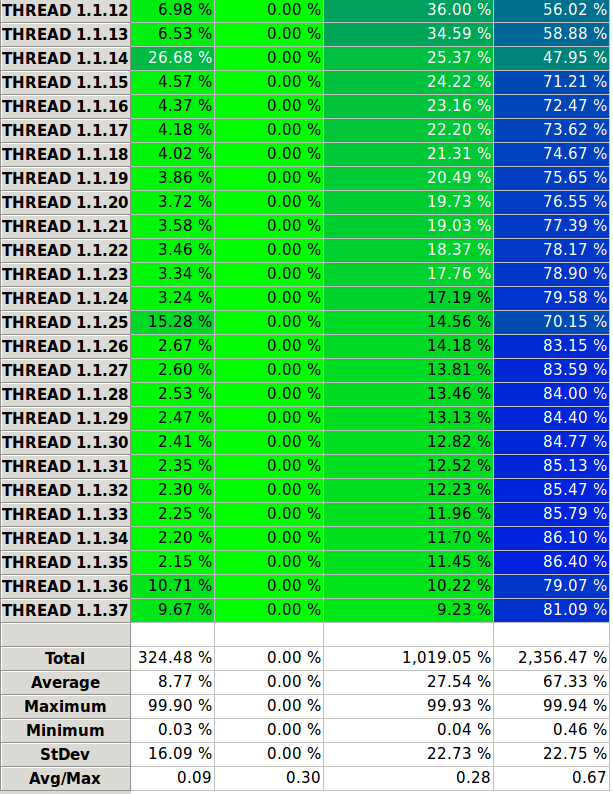 THREAD 1.1.12 6.98 % 0.00 % 36.00 % 56.02 %
THREAD 1.1.13 6.53 % 0.00 % 34.59 % 58.88 %
THREAD 1.1.14 26.68 % 0.00 % 25.37 % 47.95 %
THREAD 1.1.15 4.57 % 0.00 % 24.22 % 71.21 %
THREAD 1.1.16 4.37 % 0.00 % 23.16 % 72.47 %
THREAD 1.1.17 4.18 % 0.00 % 22.20 % 73.62 %
THREAD 1.1.18 4.02 % 0.00 % 21.31 % 74.67 %
THREAD 1.1.19 3.86 % 0.00 % 20.49 % 75.65 %
THREAD 1.1.20 3.72 % 0.00 % 19.73 % 76.55 %
THREAD 1.1.21 3.58 % 0.00 % 19.03 % 77.39 %
THREAD 1.1.22 3.46 % 0.00 % 18.37 % 78.17 %
THREAD 1.1.23 3.34 % 0.00 % 17.76 % 78.90 %
THREAD 1.1.24 3.24 % 0.00 % 17.19 % 79.58 %
THREAD 1.1.25 15.28 % 0.00 % 14.56 % 70.15 %
THREAD 1.1.26 2.67 % 0.00 % 14.18 % 83.15 %
THREAD 1.1.27 2.60 % 0.00 % 13.81 % 83.59 %
THREAD 1.1.28 2.53 % 0.00 % 13.46 % 84.00 %
THREAD 1.1.29 2.47 % 0.00 % 13.13 % 84.40 %
THREAD 1.1.30 2.41 % 0.00 % 12.82 % 84.77 %
THREAD 1.1.31 2.35 % 0.00 % 12.52 % 85.13 %
THREAD 1.1.32 2.30 % 0.00 % 12.23 % 85.47 %
THREAD 1.1.33 2.25 % 0.00 % 11.96 % 85.79 %
THREAD 1.1.34 2.20 % 0.00 % 11.70 % 86.10 %
THREAD 1.1.35 2.15 % 0.00 % 11.45 % 86.40 %
THREAD 1.1.36 10.71 % 0.00 % 10.22 % 79.07 %
THREAD 1.1.37 9.67 % 0.00 % 9.23 % 81.09 %
Total 324.48 % 0.00 % 1,019.05 % 2,356.47 %
Average 8.77 % 0.00 % 27.54 % 67.33 %
Maximum 99.90 % 0.00 % 99.93 % 99.94 %
Minimum 0.03 % 0.00 % 0.04 % 0.46 %
StDev 16.09 % 0.00 % 22.73 % 22.75 %
Avg/Max 0.09 0.30 0.28 0.67